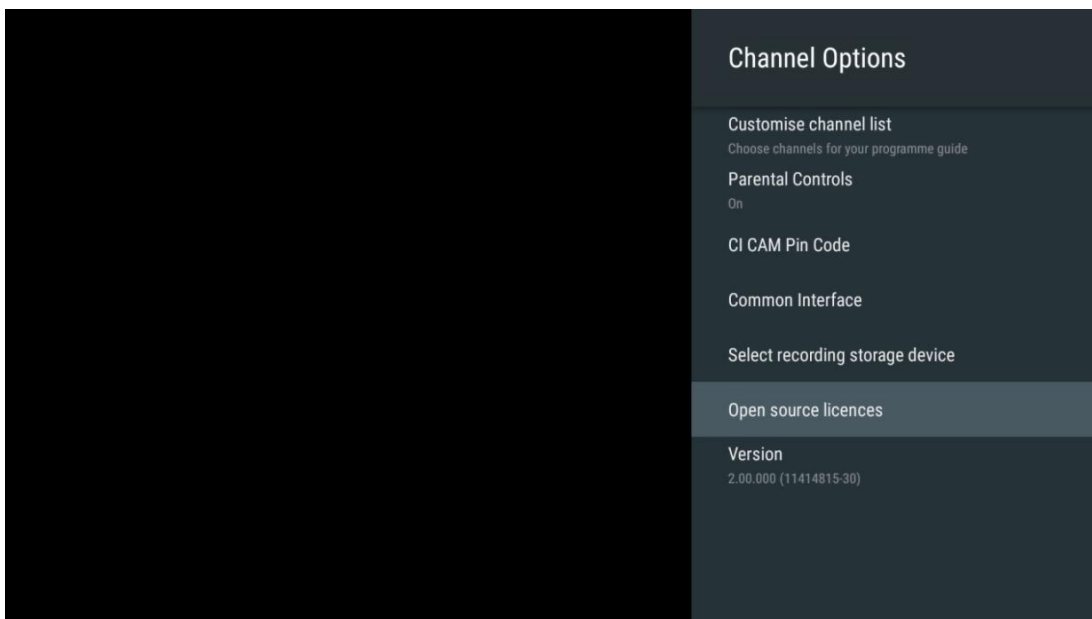 Channel Options
Customise channel list
Choose channels for your programme guide
Parental Controls
On
CI CAM Pin Code
Common Interface
Select recording storage device
Open source licences
Version
2.00.000 (11414815-30)